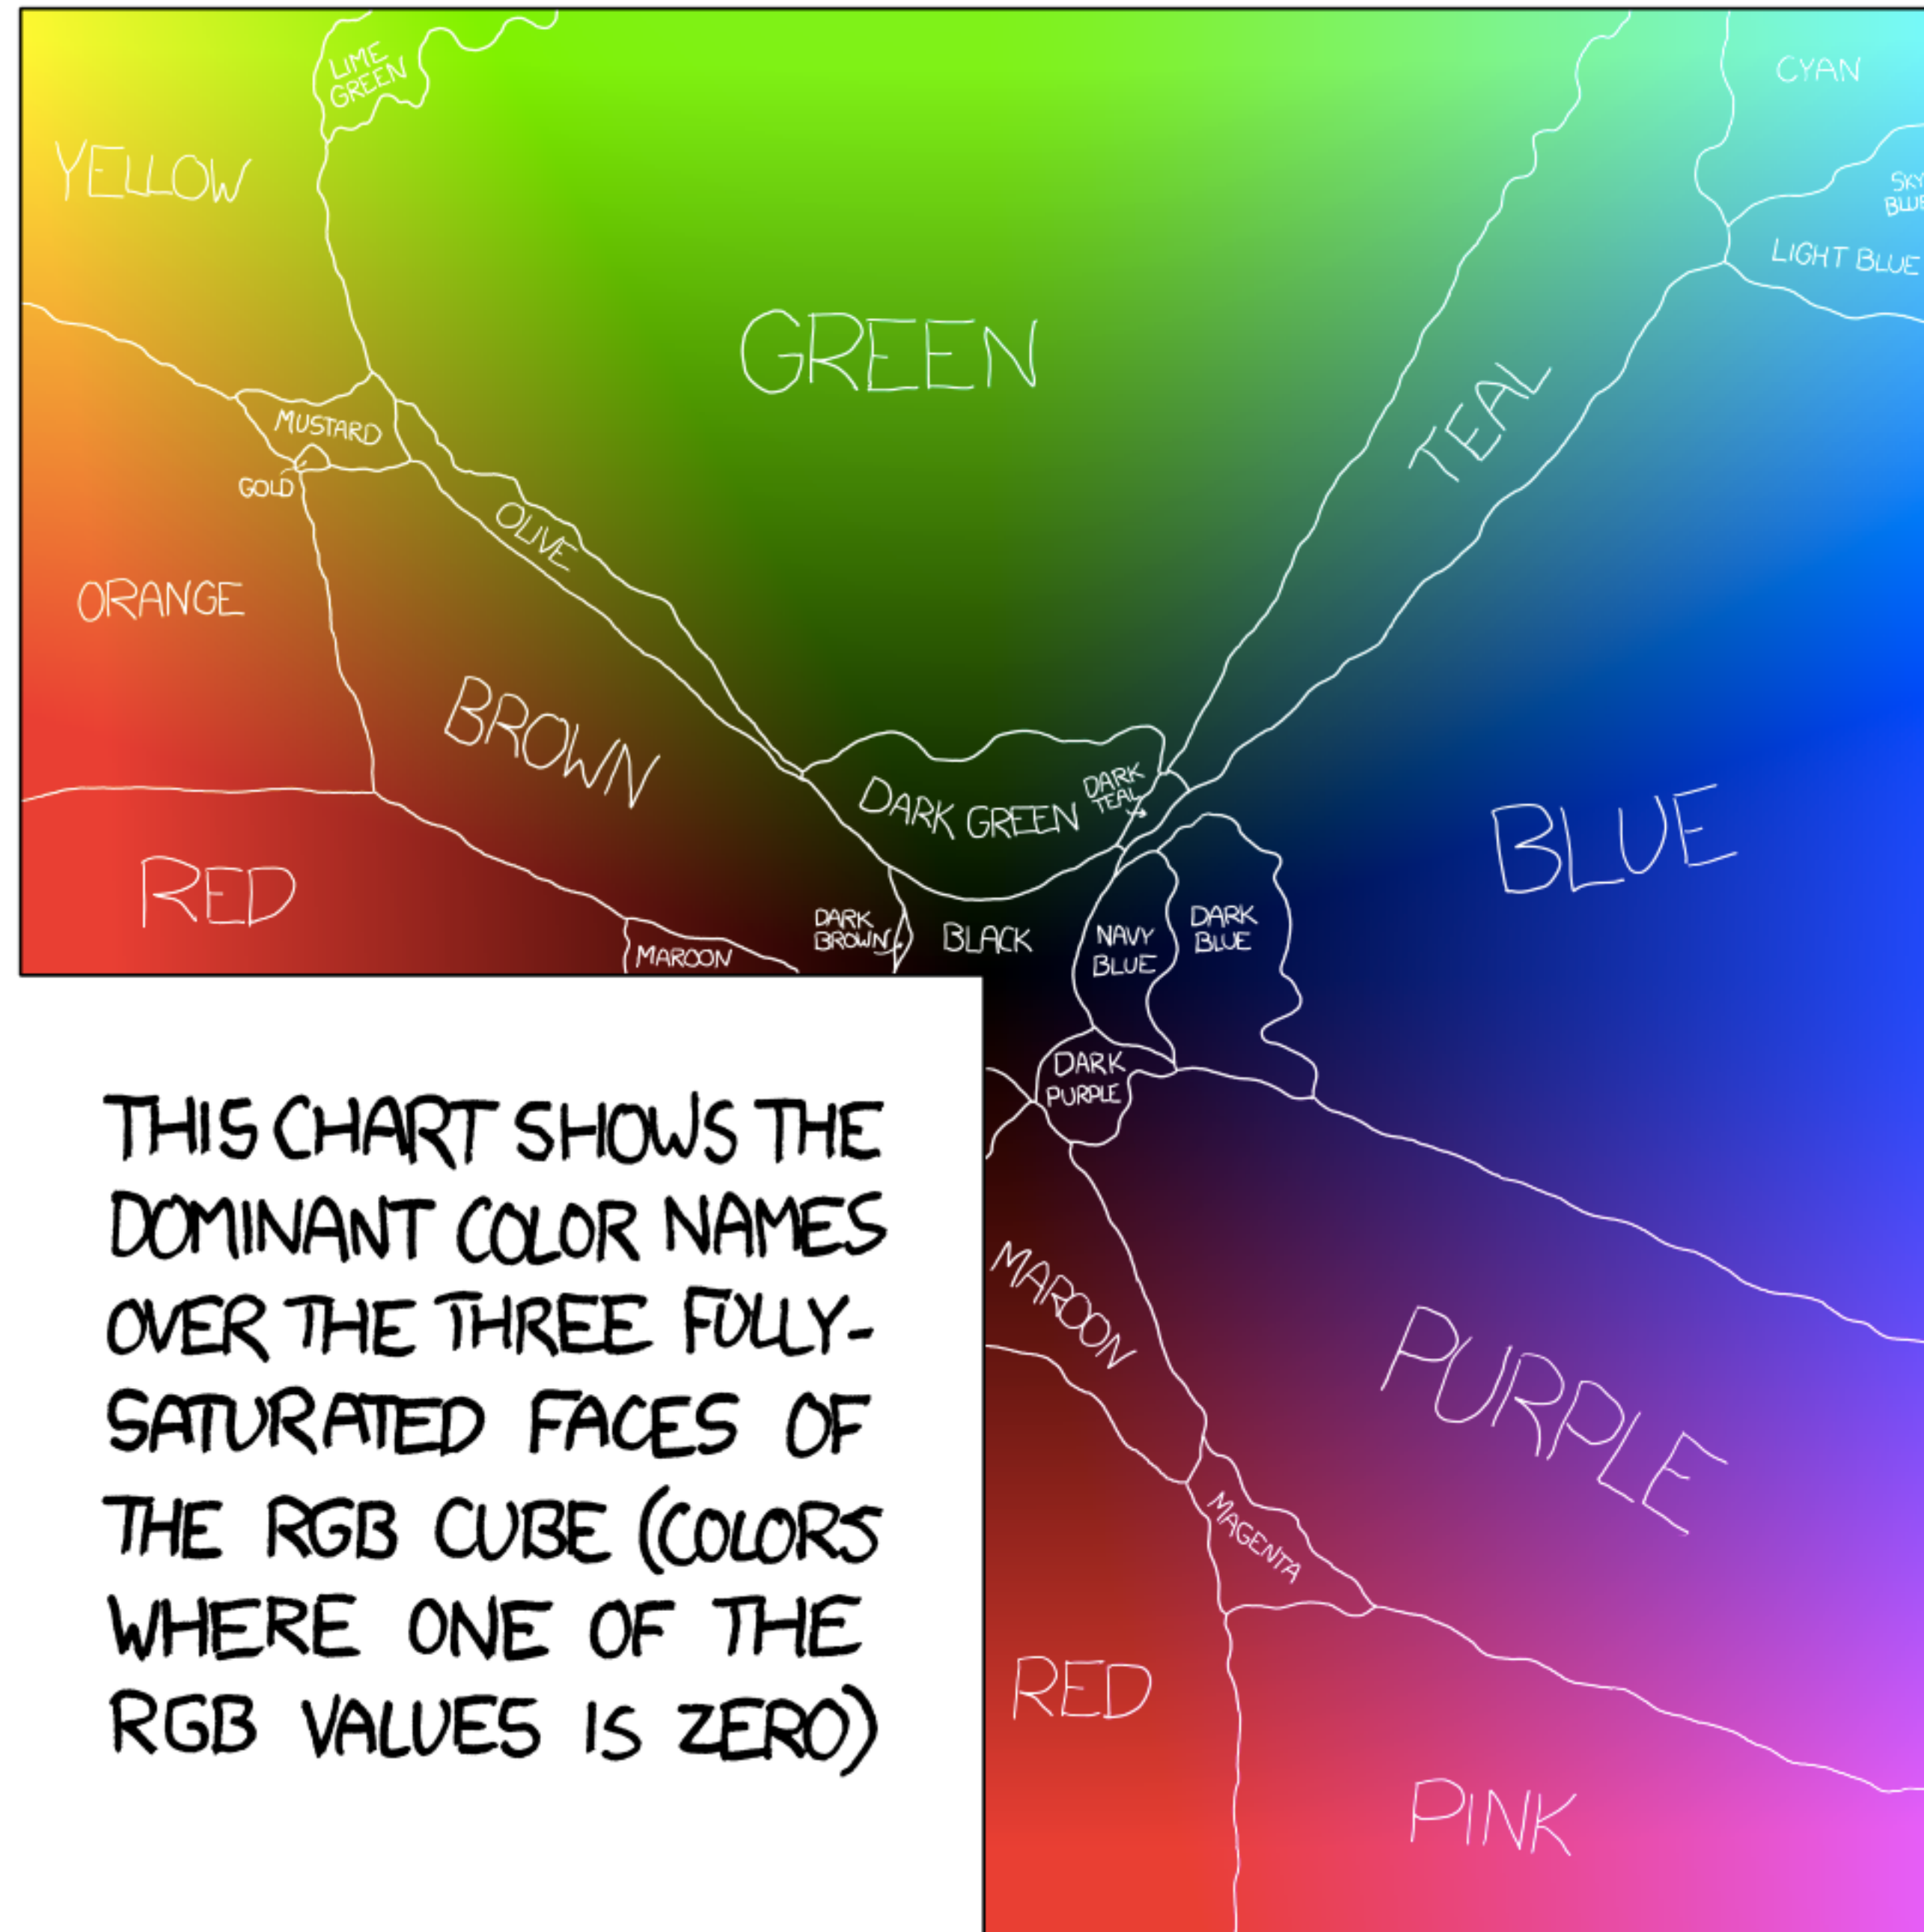 LIME
GREEN
CYAN
YELLOW
SKY
BLUE
LIGHT BLUE
GREEN
TEAL
MUSTARD
GOLD
OLIVE
ORANGE
BROWN
DARK GREEN
DARK
TEAL
BLUE
RED
DARK
BROWN
BLACK
NAVY
BLUE
DARK
BLUE
MAROON
DARK
PURPLE
THIS CHART SHOWS THE
DOMINANT COLOR NAMES
OVER THE THREE FULLY-
SATURATED FACES OF
THE RGB CUBE (COLORS
WHERE ONE OF THE
RGB VALUES IS ZERO)
MAROON
PURPLE
MAGENTA
RED
PINK